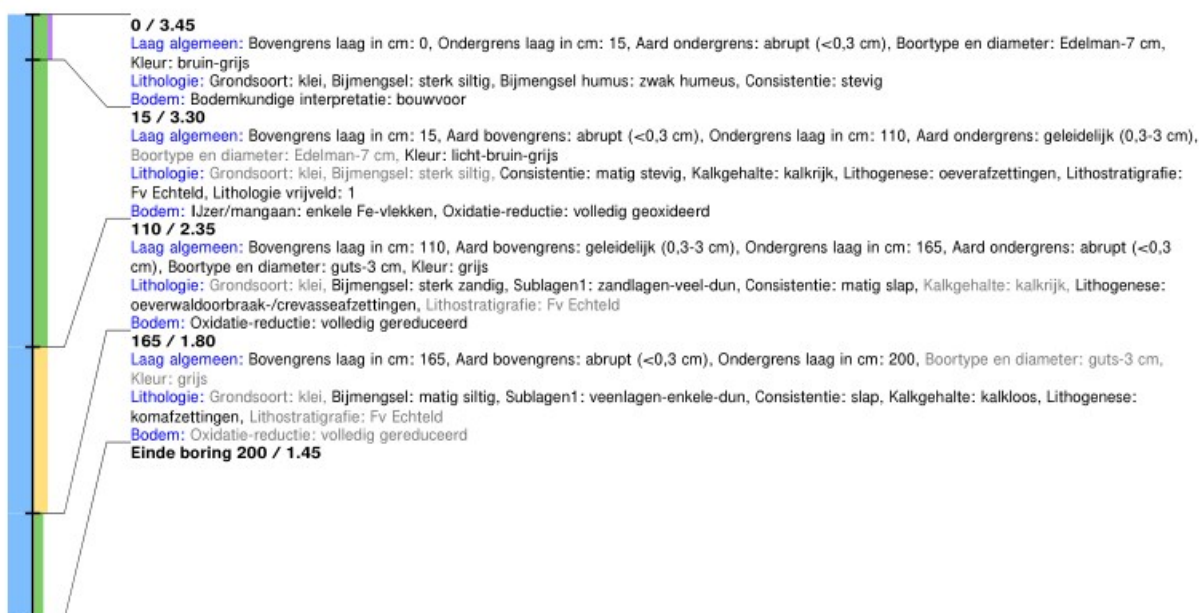 0 / 3.45
Laag algemeen: Bovengrens laag in cm: 0, Ondergrens laag in cm: 15, Aard ondergrens: abrupt (<0,3 cm), Boortype en diameter: Edelman-7 cm,
Kleur: bruin-grijs
Lithologie: Grondsoort: klei, Bijmengsel: sterk siltig, Bijmengsel humus: zwak humeus, Consistentie: stevig
Bodem: Bodemkundige interpretatie: bouwvoor
15 / 3.30
Laag algemeen: Bovengrens laag in cm: 15, Aard bovengrens: abrupt (<0,3 cm), Ondergrens laag in cm: 110, Aard ondergrens: geleidelijk (0,3-3 cm),
Boortype en diameter: Edelman-7 cm, Kleur: licht-bruin-grijs
Lithologie: Grondsoort: klei, Bijmengsel: sterk siltig, Consistentie: matig stevig, Kalkgehalte: kalkrijk, Lithogenese: oeverafzettingen, Lithostratigrafie:
Fv Echteld, Lithologie vrijveld: 1
Bodem: IJzer/mangaan: enkele Fe-vlekken, Oxidatie-reductie: volledig geoxideerd
110 / 2.35
Laag algemeen: Bovengrens laag in cm: 110, Aard bovengrens: geleidelijk (0,3-3 cm), Ondergrens laag in cm: 165, Aard ondergrens: abrupt (<0,3
cm), Boortype en diameter: guts-3 cm, Kleur: grijs
Lithologie: Grondsoort: klei, Bijmengsel: sterk zandig, Sublagen1: zandlagen-veel-dun, Consistentie: matig slap, Kalkgehalte: kalkrijk, Lithogenese:
oeverwaldoorbraak-/crevasseafzettingen, Lithostratigrafie: Fv Echteld
Bodem: Oxidatie-reductie: volledig gereduceerd
165 / 1.80
Laag algemeen: Bovengrens laag in cm: 165, Aard bovengrens: abrupt (<0,3 cm), Ondergrens laag in cm: 200, Boortype en diameter: guts-3 cm,
Kleur: grijs
Lithologie: Grondsoort: klei, Bijmengsel: matig siltig, Sublagen1: veenlagen-enkele-dun, Consistentie: slap, Kalkgehalte: kalkloos, Lithogenese:
komafzettingen, Lithostratigrafie: Fv Echteld
Bodem: Oxidatie-reductie: volledig gereduceerd
Einde boring 200 / 1.45